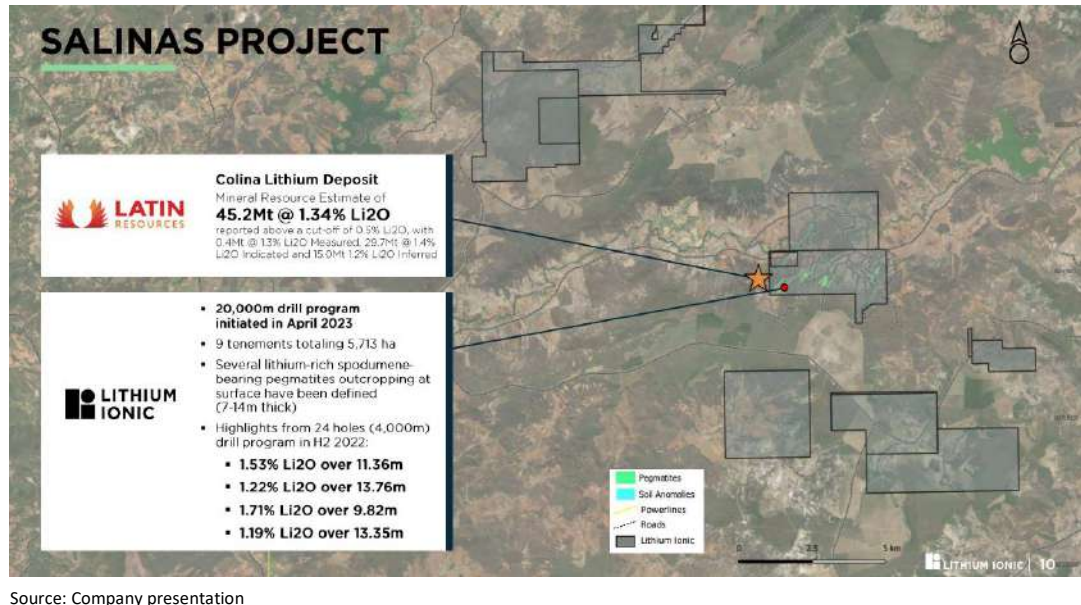 SALINAS PROJECT
LATIN
RESOURCES
Colina Lithium Deposit
Mineral Resource Estimate of
45.2Mt @ 1.34% Li2O
reported above a cut-off of 0.5% Li2O, with
0.4Mt @ 1.3% Li2O Measured, 29.7Mt @ 1.4%
Li2O Indicated and 15.0Mt 1.2% Li2O Inferred
LITHIUM
IONIC
• 20,000m drill program
initiated in April 2023
• 9 tenements totaling 5,713 ha
• Several lithium-rich spodumene-
bearing pegmatites outcropping at
surface have been defined
(7-14m thick)
• Highlights from 24 holes (4,000m)
drill program in H2 2022:
▪ 1.53% Li2O over 11.36m
▪ 1.22% Li2O over 13.76m
▪ 1.71% Li2O over 9.82m
▪ 1.19% Li2O over 13.35m
Pegmatites
Soil Anomalies
Powerlines
Roads
Lithium Ionic
0 2.5 5 km
LITHIUM IONIC | 10
Source: Company presentation